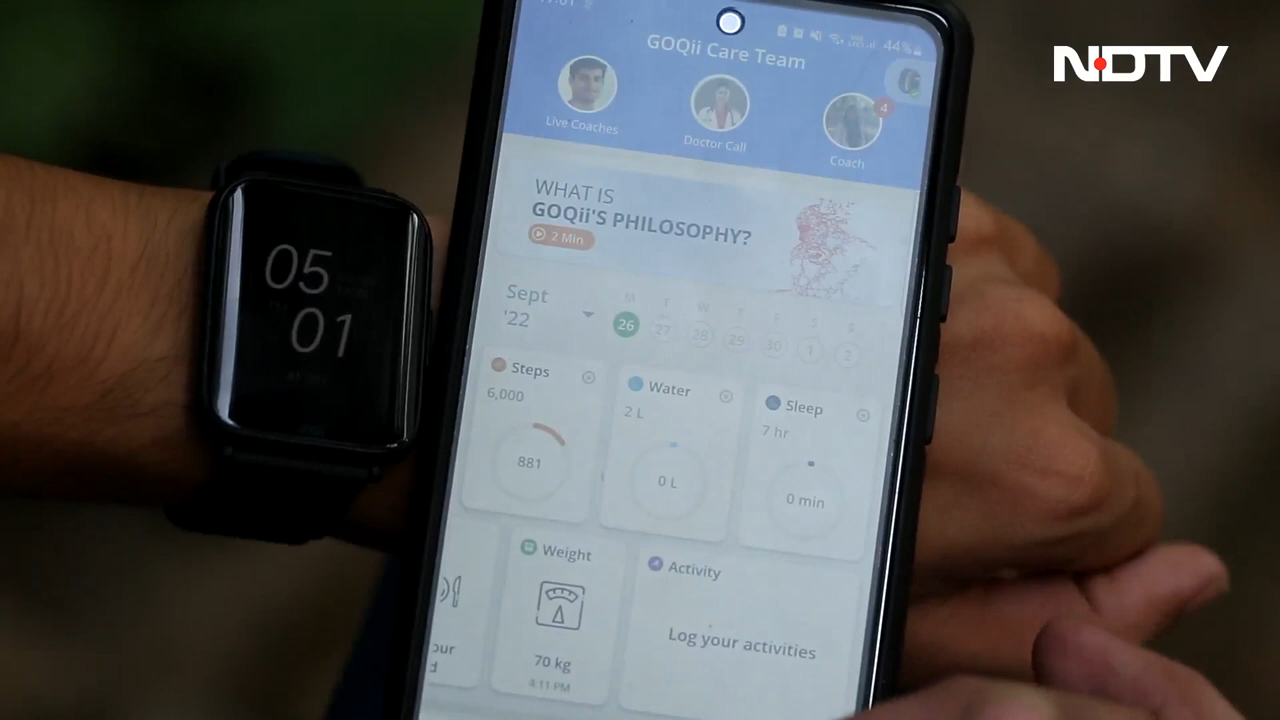 NDTV
44%
GOQii Care Team
4
Live Coaches
Doctor Call
Coach
WHAT IS
GOQii'S PHILOSOPHY?
2 Min
05
01
Sept
'22
M T W T F S S
26 27 28 29 30 1 2
Steps
6,000
881
Water
2 L
0 L
Sleep
7 hr
0 min
Weight
70 kg
4:11 PM
Activity
Log your activities